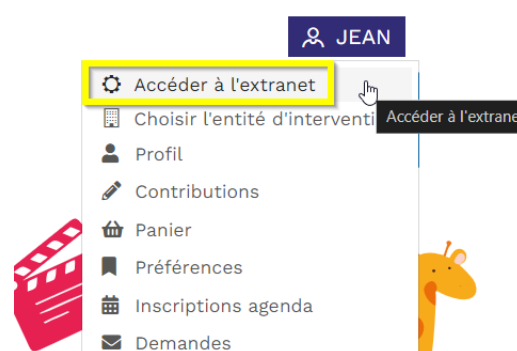 JEAN
Accéder à l'extranet
Choisir l'entité d'interventi
Accéder à l'extrane
Profil
Contributions
Panier
Préférences
Inscriptions agenda
Demandes